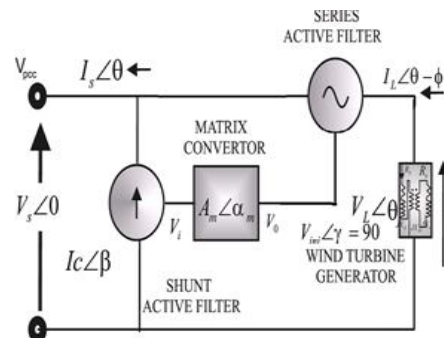 SERIES
ACTIVE FILTER
Vpcc
Is∠θ
IL∠θ−ϕ
MATRIX
CONVERTOR
Vs∠0
Am∠αm
Vi
V0
VL∠θ
Vinj∠γ = 90
Ic∠β
WIND TURBINE
GENERATOR
SHUNT
ACTIVE FILTER